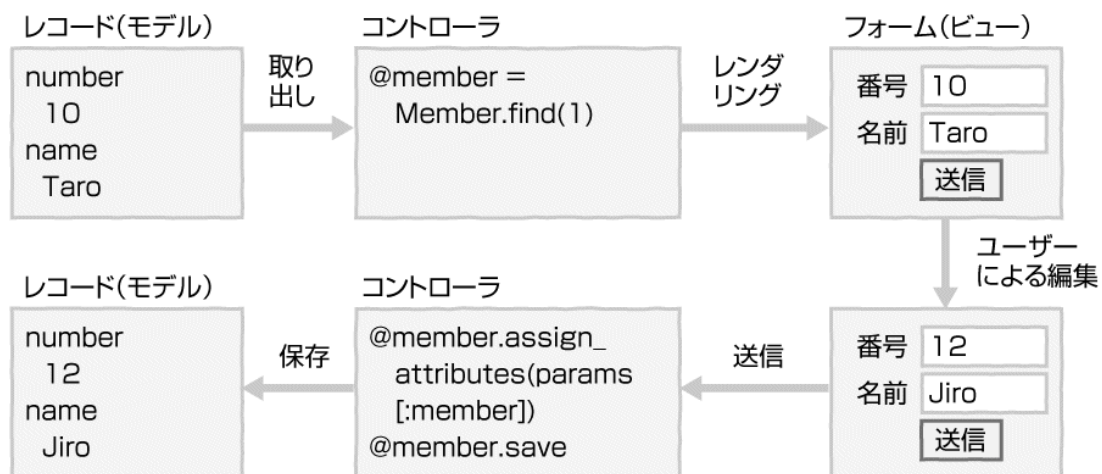 レコード(モデル)
number
10
name
Taro
取り
出し
コントローラ
@member =
Member.find(1)
レンダ
リング
フォーム(ビュー)
番号 10
名前 Taro
送信
ユーザー
による編集
レコード(モデル)
number
12
name
Jiro
保存
コントローラ
@member.assign_
attributes(params
[:member])
@member.save
送信
番号 12
名前 Jiro
送信